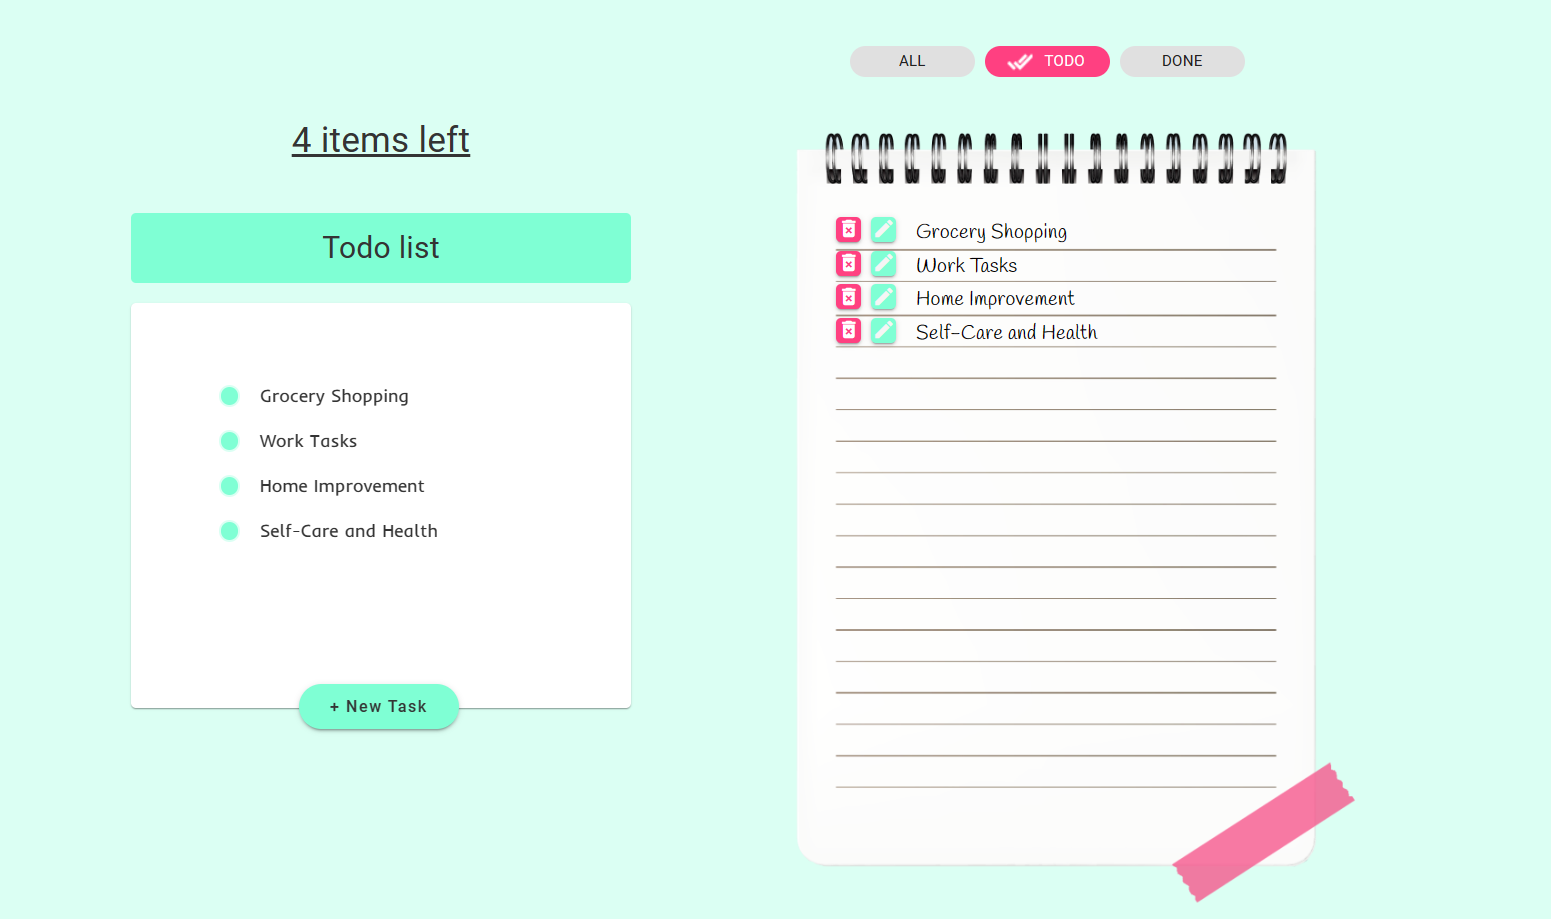 4 items left
Todo list
Grocery Shopping
Work Tasks
Home Improvement
Self-Care and Health
+ New Task
ALL
TODO
DONE
Grocery Shopping
Work Tasks
Home Improvement
Self-Care and Health